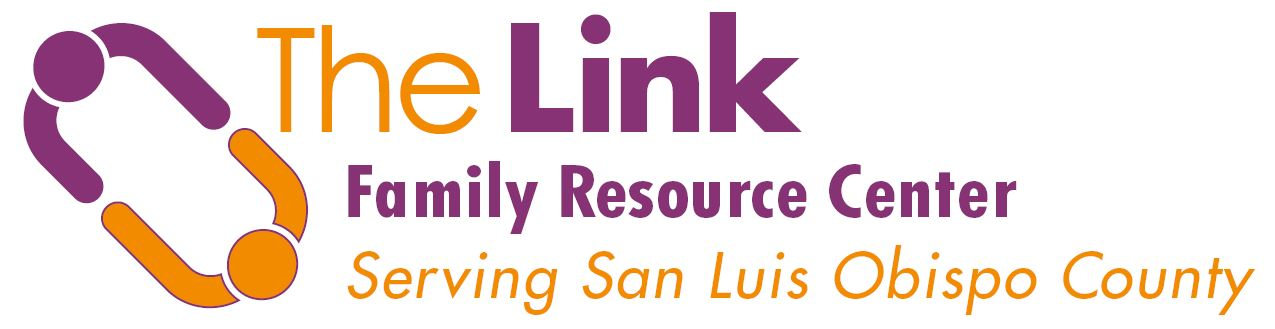 The Link
Family Resource Center
Serving San Luis Obispo County